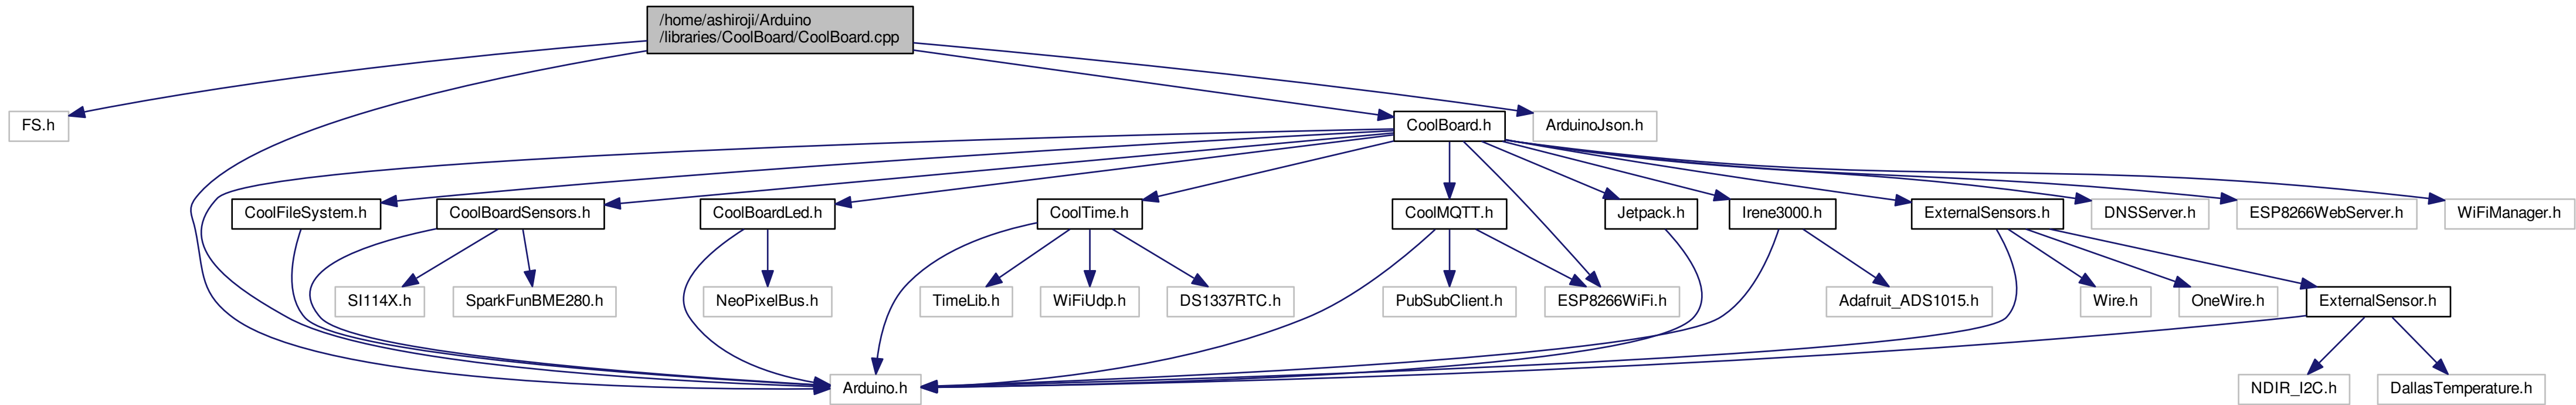 /home/ashiroji/Arduino
/libraries/CoolBoard/CoolBoard.cpp
FS.h
CoolBoard.h
ArduinoJson.h
CoolFileSystem.h
CoolBoardSensors.h
CoolBoardLed.h
CoolTime.h
CoolMQTT.h
Jetpack.h
Irene3000.h
ExternalSensors.h
DNSServer.h
ESP8266WebServer.h
WiFiManager.h
SI114X.h
SparkFunBME280.h
NeoPixelBus.h
TimeLib.h
WiFiUdp.h
DS1337RTC.h
PubSubClient.h
ESP8266WiFi.h
Adafruit_ADS1015.h
Wire.h
OneWire.h
ExternalSensor.h
Arduino.h
NDIR_I2C.h
DallasTemperature.h